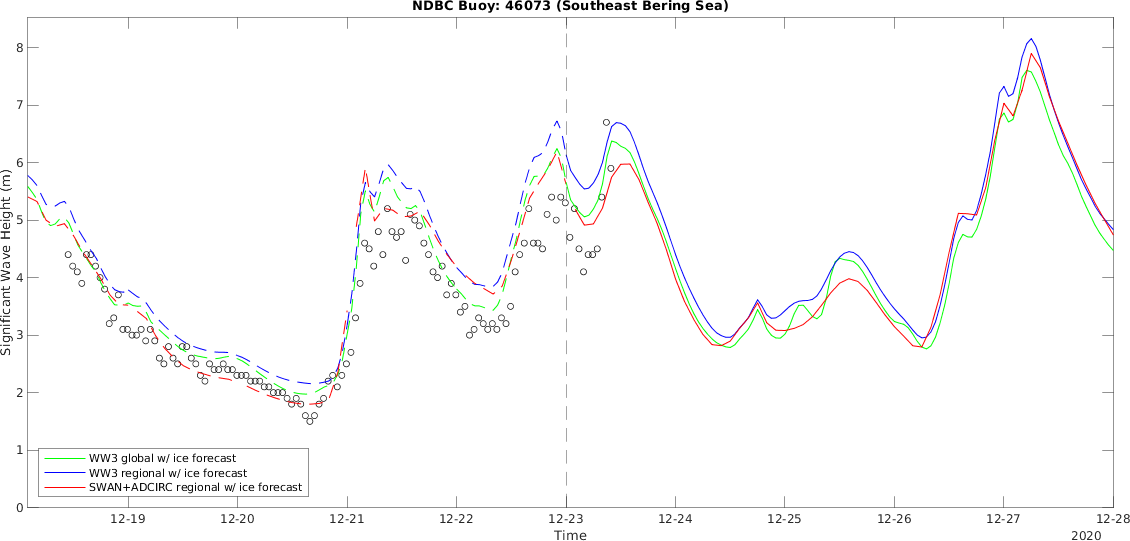 NDBC Buoy: 46073 (Southeast Bering Sea)
8
7
6
5
4
3
2
1
0
Significant Wave Height (m)
WW3 global w/ ice forecast
WW3 regional w/ ice forecast
SWAN+ADCIRC regional w/ ice forecast
12-19 12-20 12-21 12-22 12-23 12-24 12-25 12-26 12-27 12-28
Time
2020